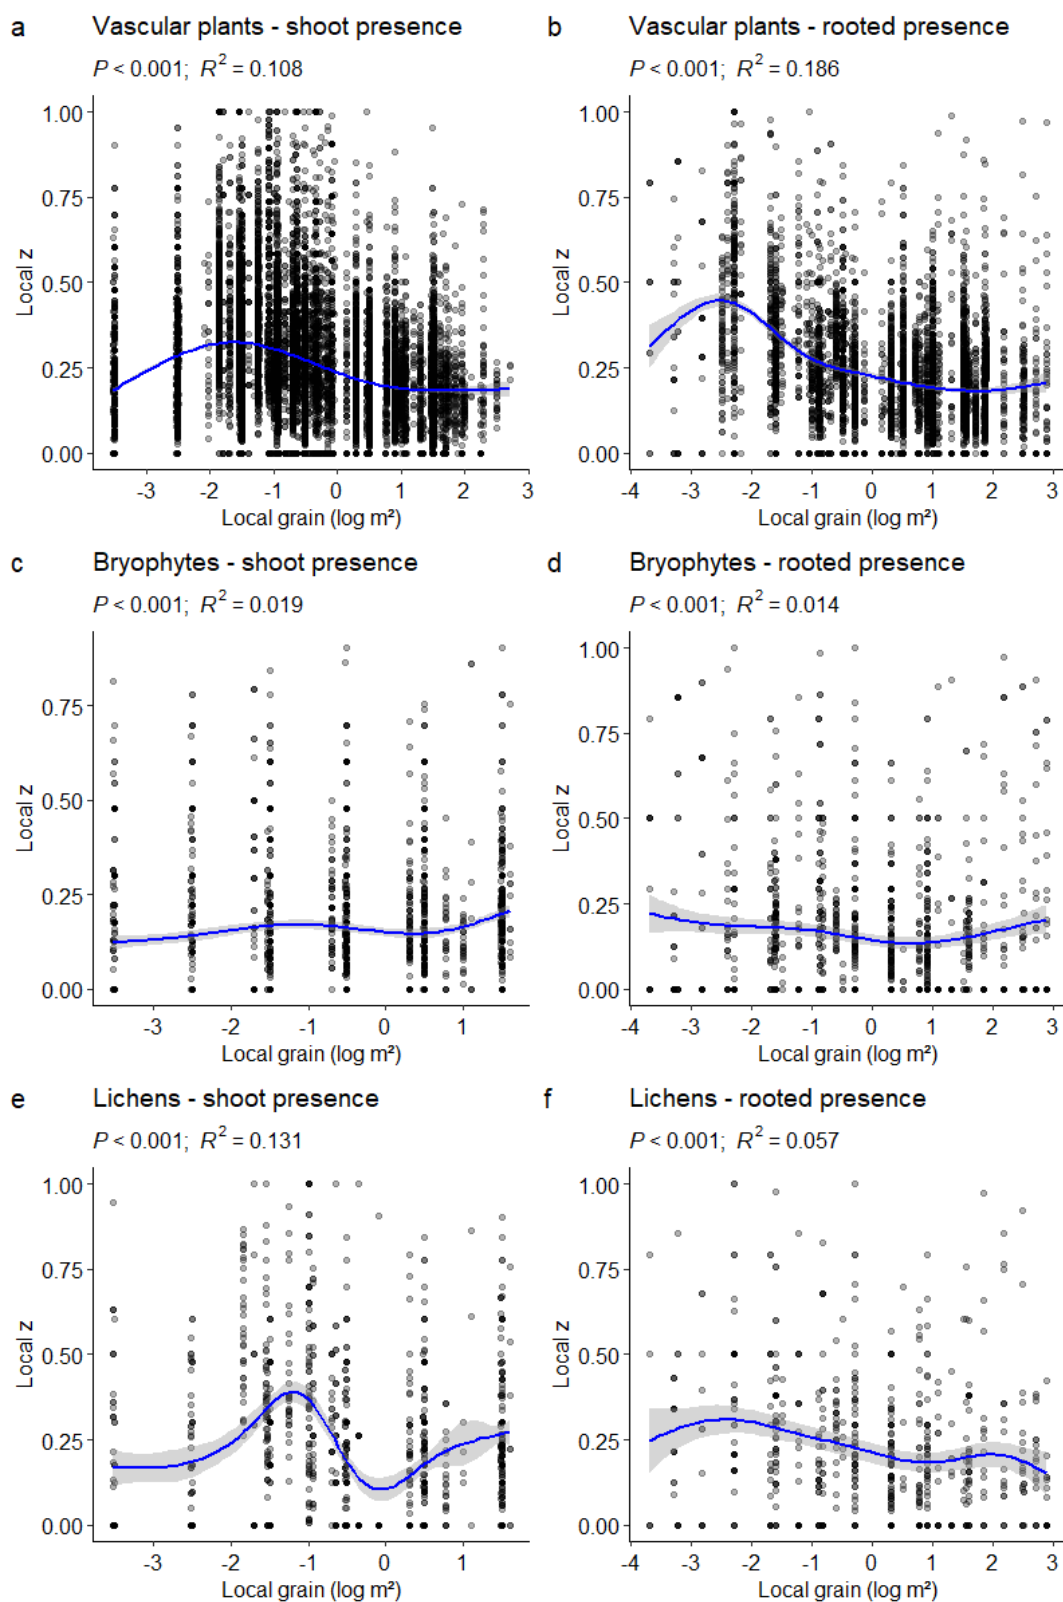 a Vascular plants - shoot presence
P < 0.001; R² = 0.108
1.00
0.75
0.50
0.25
0.00
Local z
-3 -2 -1 0 1 2 3
Local grain (log m²)
b Vascular plants - rooted presence
P < 0.001; R² = 0.186
1.00
0.75
0.50
0.25
0.00
Local z
-4 -3 -2 -1 0 1 2 3
Local grain (log m²)
c Bryophytes - shoot presence
P < 0.001; R² = 0.019
0.75
0.50
0.25
0.00
Local z
-3 -2 -1 0 1
Local grain (log m²)
d Bryophytes - rooted presence
P < 0.001; R² = 0.014
1.00
0.75
0.50
0.25
0.00
Local z
-4 -3 -2 -1 0 1 2 3
Local grain (log m²)
e Lichens - shoot presence
P < 0.001; R² = 0.131
1.00
0.75
0.50
0.25
0.00
Local z
-3 -2 -1 0 1
Local grain (log m²)
f Lichens - rooted presence
P < 0.001; R² = 0.057
1.00
0.75
0.50
0.25
0.00
Local z
-4 -3 -2 -1 0 1 2 3
Local grain (log m²)